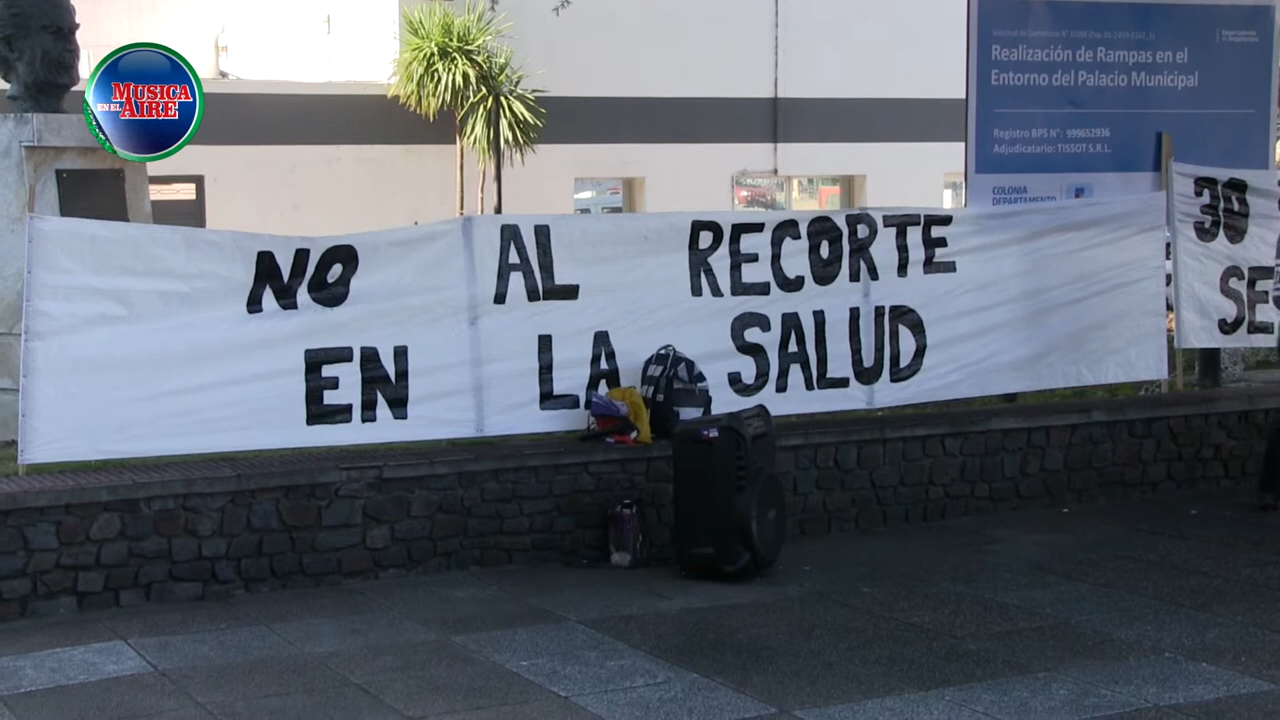 MUSICA
EN EL AIRE
Realización de Rampas en el
Entorno del Palacio Municipal
Registro BPS N°: 999652936
Adjudicatario: TISSOT S.R.L.
COLONIA
DEPARTAMENTO
NO AL RECORTE
EN LA SALUD
30